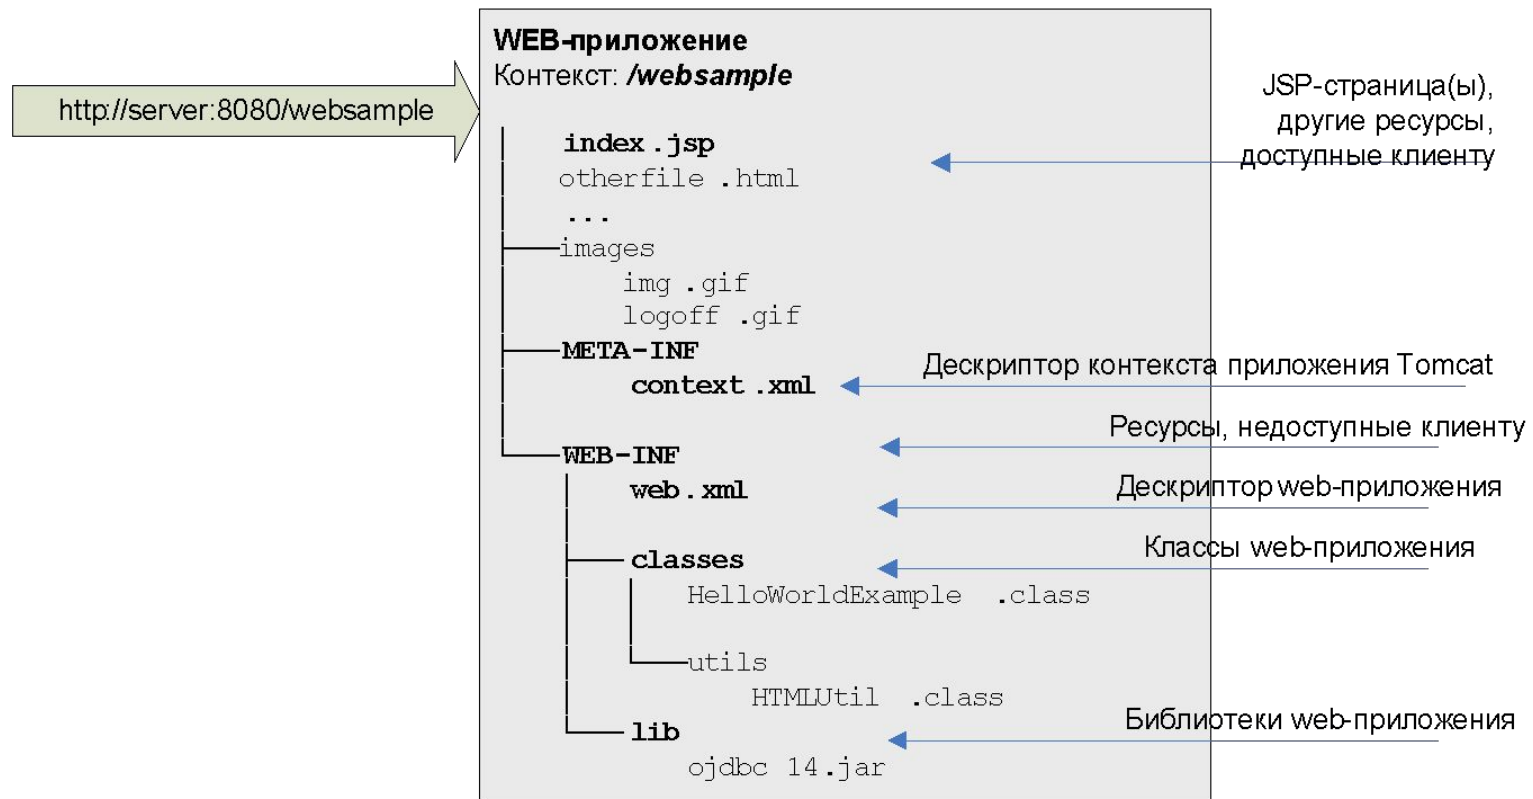 WEB-приложение
Контекст: /websample
http://server:8080/websample
JSP-страница(ы),
другие ресурсы,
доступные клиенту
index.jsp
otherfile .html
...
images
img .gif
logoff .gif
META-INF
context .xml
Дескриптор контекста приложения Tomcat
Ресурсы, недоступные клиенту
WEB-INF
web.xml
Дескриптор web-приложения
Классы web-приложения
classes
HelloWorldExample .class
utils
HTMLUtil .class
Библиотеки web-приложения
lib
ojdbc 14.jar